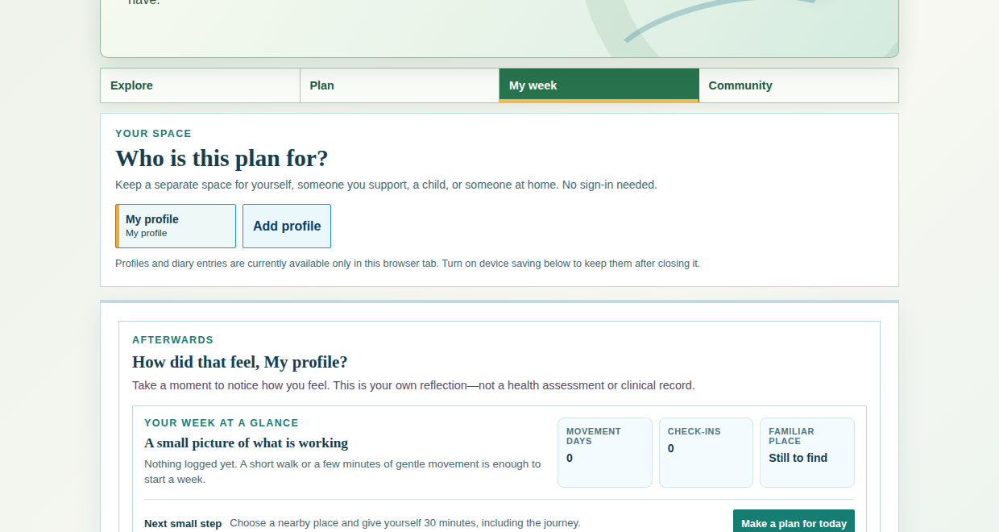 have.
Explore
Plan
My week
Community
YOUR SPACE
Who is this plan for?
Keep a separate space for yourself, someone you support, a child, or someone at home. No sign-in needed.
My profile
My profile
Add profile
Profiles and diary entries are currently available only in this browser tab. Turn on device saving below to keep them after closing it.
AFTERWARDS
How did that feel, My profile?
Take a moment to notice how you feel. This is your own reflection—not a health assessment or clinical record.
YOUR WEEK AT A GLANCE
A small picture of what is working
Nothing logged yet. A short walk or a few minutes of gentle movement is enough to
start a week.
MOVEMENT
DAYS
0
CHECK-INS
0
FAMILIAR
PLACE
Still to find
Next small step Choose a nearby place and give yourself 30 minutes, including the journey.
Make a plan for today